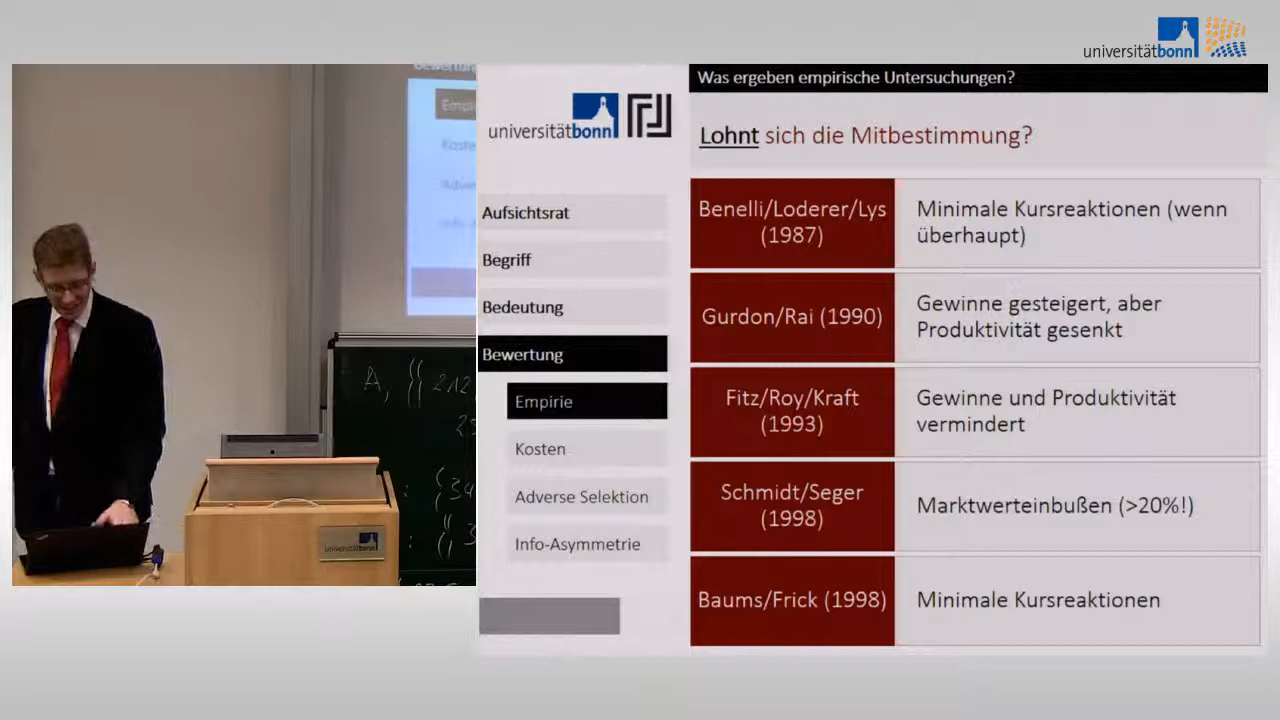 universitätbonn
Was ergeben empirische Untersuchungen?
universitätbonn
Lohnt sich die Mitbestimmung?
Aufsichtsrat
Begriff
Bedeutung
Bewertung
Empirie
Kosten
Adverse Selektion
Info-Asymmetrie
Benelli/Loderer/Lys
(1987)
Minimale Kursreaktionen (wenn
überhaupt)
Gurdon/Rai (1990)
Gewinne gesteigert, aber
Produktivität gesenkt
Fitz/Roy/Kraft
(1993)
Gewinne und Produktivität
vermindert
Schmidt/Seger
(1998)
Marktwerteinbußen (>20%!)
Baums/Frick (1998)
Minimale Kursreaktionen
universitätbonn